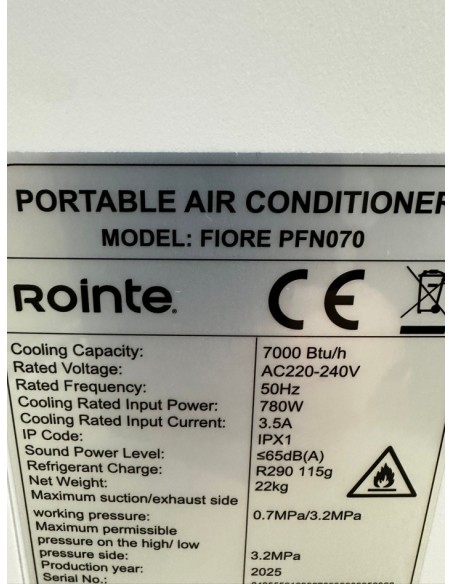 PORTABLE AIR CONDITIONER
MODEL: FIORE PFN070
Rointe®
CE
Cooling Capacity: 7000 Btu/h
Rated Voltage: AC220-240V
Rated Frequency: 50Hz
Cooling Rated Input Power: 780W
Cooling Rated Input Current: 3.5A
IP Code: IPX1
Sound Power Level: ≤65dB(A)
Refrigerant Charge: R290 115g
Net Weight: 22kg
Maximum suction/exhaust side
working pressure: 0.7MPa/3.2MPa
Maximum permissible
pressure on the high/ low
pressure side: 3.2MPa
Production year: 2025
Serial No.: